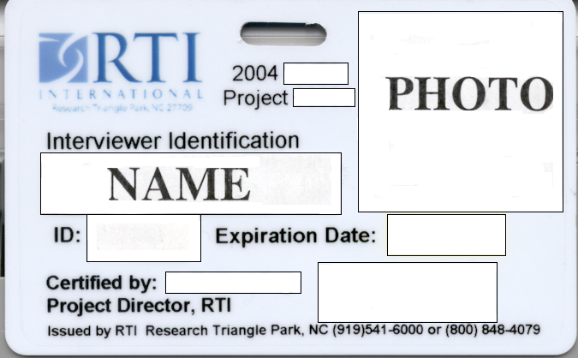 RTI
INTERNATIONAL
Research Triangle Park, NC 27709
2004
Project
PHOTO
Interviewer Identification
NAME
ID:
Expiration Date:
Certified by:
Project Director, RTI
Issued by RTI Research Triangle Park, NC (919)541-6000 or (800) 848-4079